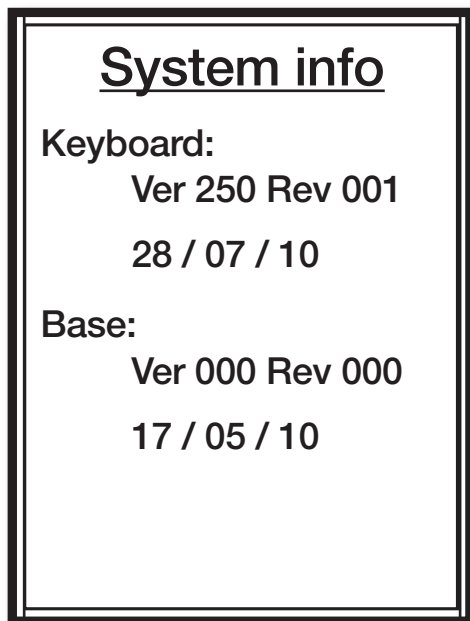 System info
Keyboard:
Ver 250 Rev 001
28 / 07 / 10
Base:
Ver 000 Rev 000
17 / 05 / 10